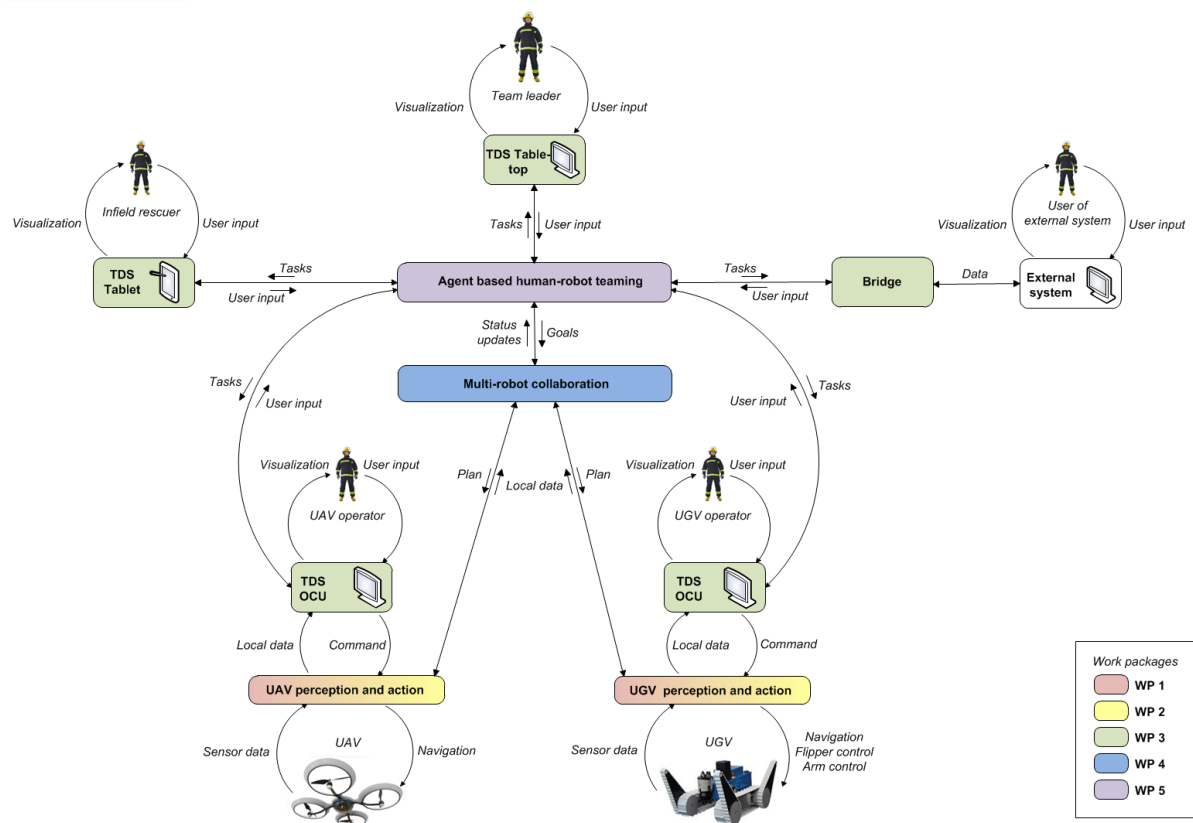 Team leader
Visualization
User input
TDS Table-
top
Infield rescuer
Visualization
User input
User of
external system
Visualization
User input
Tasks
User input
TDS
Tablet
Tasks
User input
Agent based human-robot teaming
Tasks
User input
Bridge
Data
External
system
Status
updates
Goals
Multi-robot collaboration
Tasks
User input
Tasks
User input
Visualization
User input
UAV operator
Plan
Local data
Plan
Visualization
User input
UGV operator
TDS
OCU
TDS
OCU
Local data
Command
Local data
Command
UAV perception and action
UGV perception and action
Sensor data
UAV
Navigation
Sensor data
UGV
Navigation
Flipper control
Arm control
Work packages
WP 1
WP 2
WP 3
WP 4
WP 5